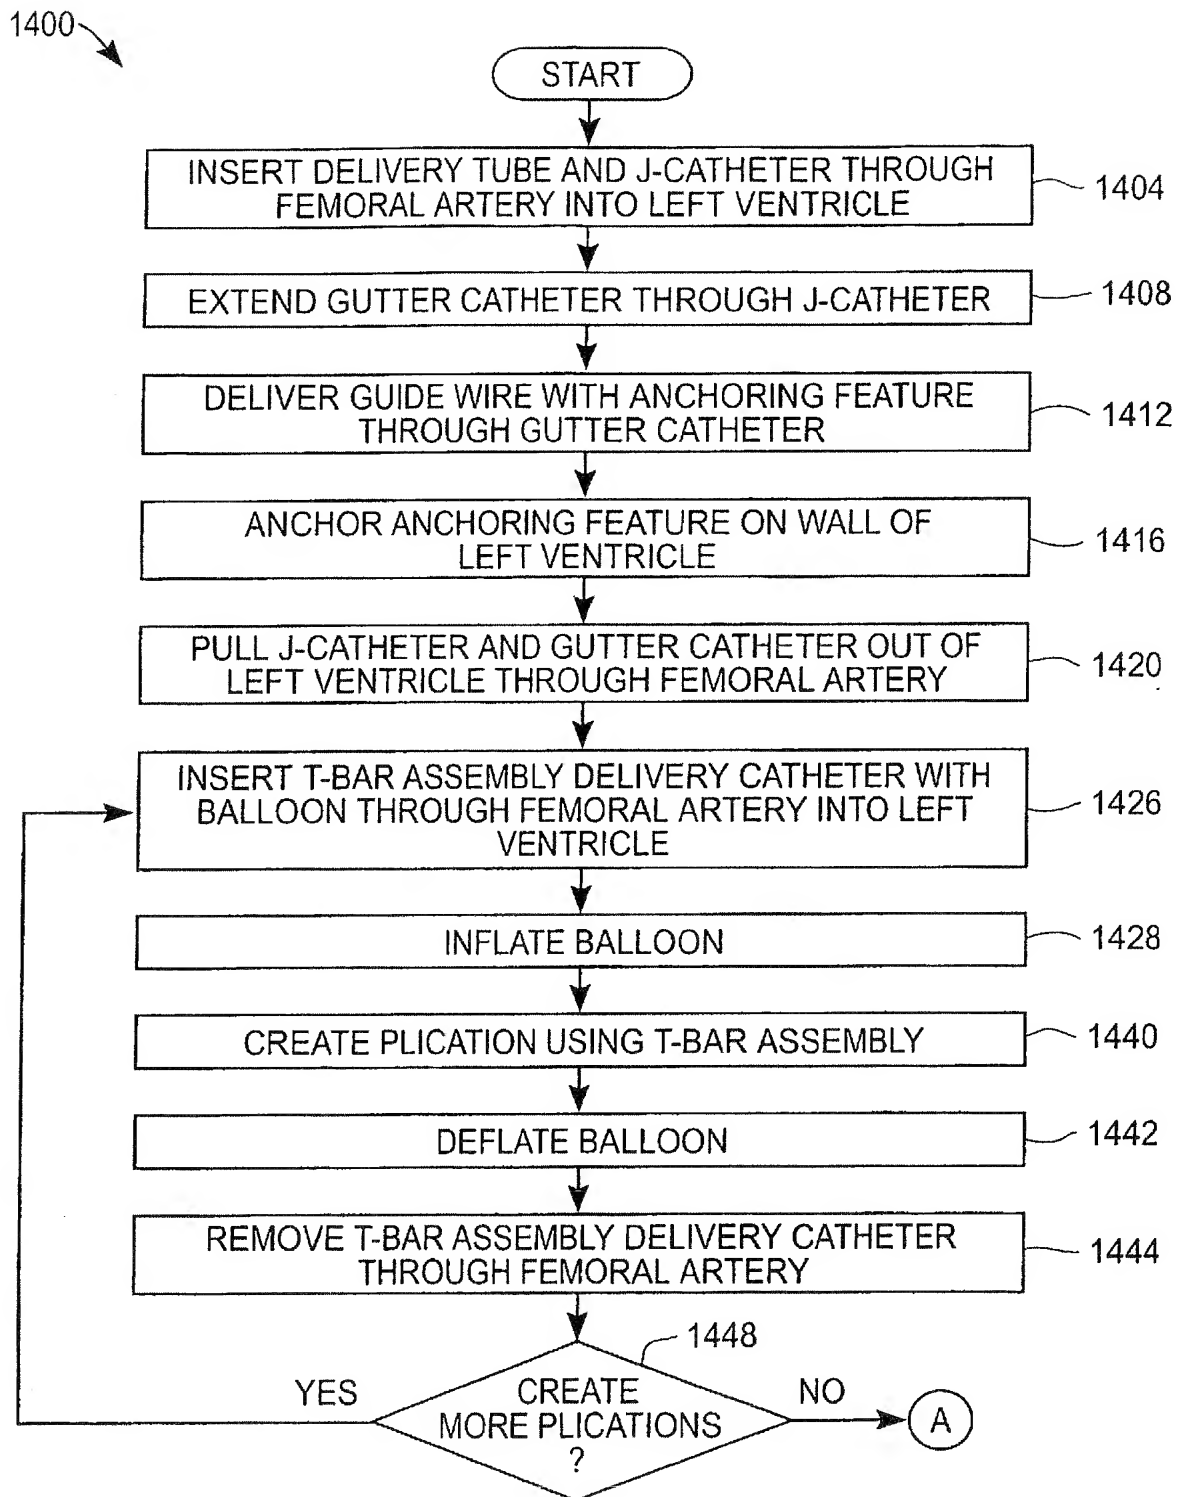 1400
START
INSERT DELIVERY TUBE AND J-CATHETER THROUGH
FEMORAL ARTERY INTO LEFT VENTRICLE
1404
EXTEND GUTTER CATHETER THROUGH J-CATHETER
1408
DELIVER GUIDE WIRE WITH ANCHORING FEATURE
THROUGH GUTTER CATHETER
1412
ANCHOR ANCHORING FEATURE ON WALL OF
LEFT VENTRICLE
1416
PULL J-CATHETER AND GUTTER CATHETER OUT OF
LEFT VENTRICLE THROUGH FEMORAL ARTERY
1420
INSERT T-BAR ASSEMBLY DELIVERY CATHETER WITH
BALLOON THROUGH FEMORAL ARTERY INTO LEFT
VENTRICLE
1426
INFLATE BALLOON
1428
CREATE PLICATION USING T-BAR ASSEMBLY
1440
DEFLATE BALLOON
1442
REMOVE T-BAR ASSEMBLY DELIVERY CATHETER
THROUGH FEMORAL ARTERY
1444
1448
YES
CREATE
MORE PLICATIONS
?
NO
A